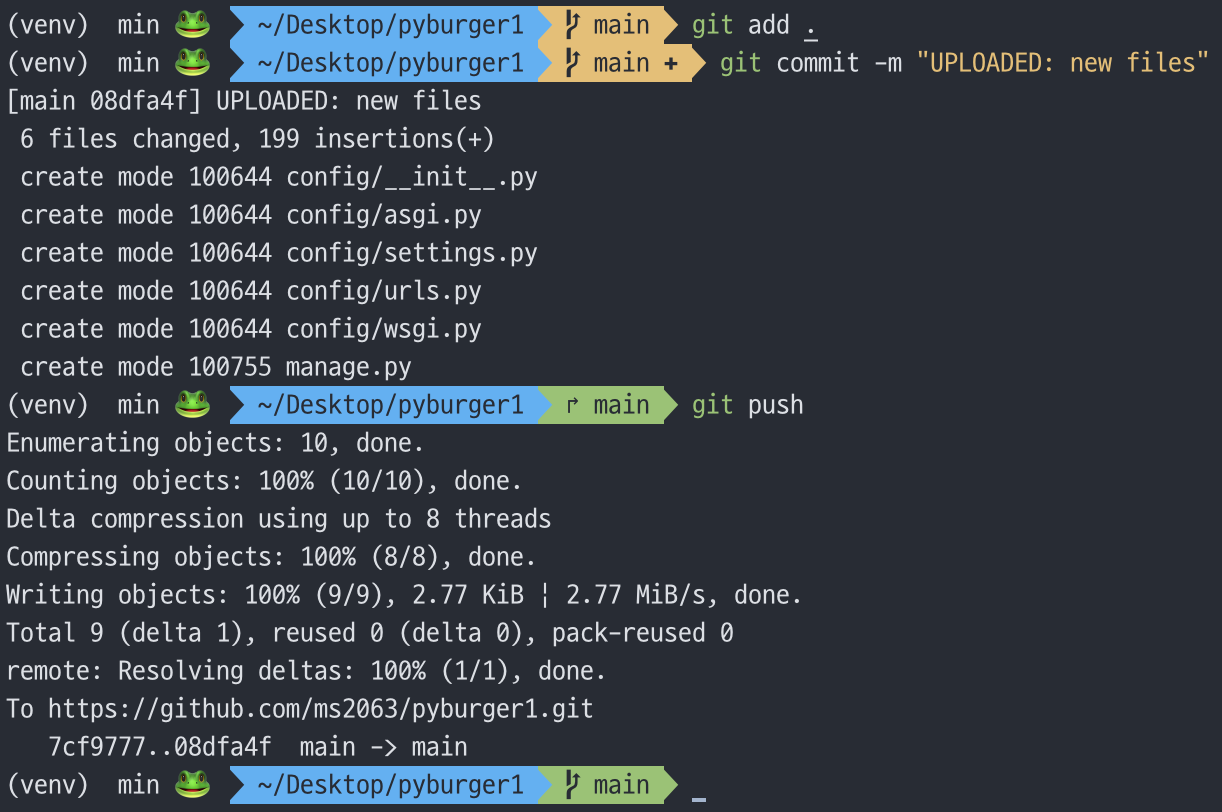 (venv) min 🐸 ~/Desktop/pyburger1 main git add .
(venv) min 🐸 ~/Desktop/pyburger1 main + git commit -m "UPLOADED: new files"
[main 08dfa4f] UPLOADED: new files
 6 files changed, 199 insertions(+)
 create mode 100644 config/__init__.py
 create mode 100644 config/asgi.py
 create mode 100644 config/settings.py
 create mode 100644 config/urls.py
 create mode 100644 config/wsgi.py
 create mode 100755 manage.py
(venv) min 🐸 ~/Desktop/pyburger1 ↱ main git push
Enumerating objects: 10, done.
Counting objects: 100% (10/10), done.
Delta compression using up to 8 threads
Compressing objects: 100% (8/8), done.
Writing objects: 100% (9/9), 2.77 KiB ¦ 2.77 MiB/s, done.
Total 9 (delta 1), reused 0 (delta 0), pack-reused 0
remote: Resolving deltas: 100% (1/1), done.
To https://github.com/ms2063/pyburger1.git
   7cf9777..08dfa4f  main -> main
(venv) min 🐸 ~/Desktop/pyburger1 main _